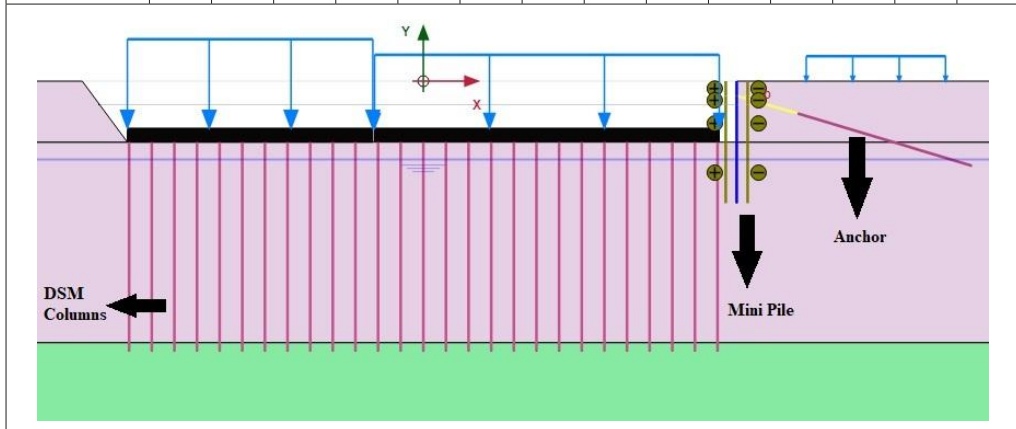 Y
X
Anchor
DSM
Columns
Mini Pile